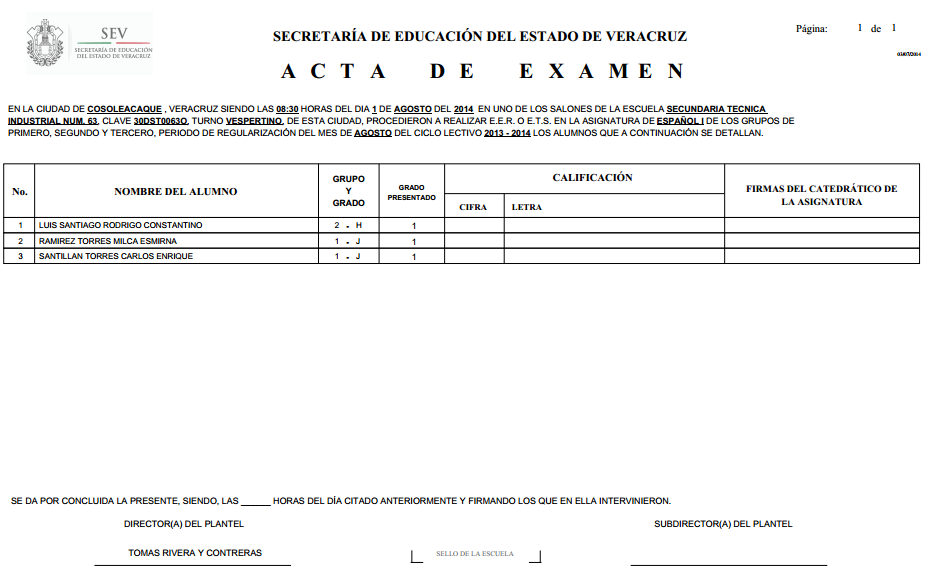 SEV
SECRETARÍA DE EDUCACIÓN
DEL ESTADO DE VERACRUZ
SECRETARÍA DE EDUCACIÓN DEL ESTADO DE VERACRUZ
Página: 1 de 1
03/07/2014
ACTA DE EXAMEN
EN LA CIUDAD DE COSOLEACAQUE , VERACRUZ SIENDO LAS 08:30 HORAS DEL DIA 1 DE AGOSTO DEL 2014 EN UNO DE LOS SALONES DE LA ESCUELA SECUNDARIA TECNICA
INDUSTRIAL NUM. 63, CLAVE 30DST0063O, TURNO VESPERTINO, DE ESTA CIUDAD, PROCEDIERON A REALIZAR E.E.R. O E.T.S. EN LA ASIGNATURA DE ESPAÑOL I DE LOS GRUPOS DE
PRIMERO, SEGUNDO Y TERCERO, PERIODO DE REGULARIZACIÓN DEL MES DE AGOSTO DEL CICLO LECTIVO 2013 - 2014 LOS ALUMNOS QUE A CONTINUACIÓN SE DETALLAN.
No.
NOMBRE DEL ALUMNO
GRUPO
Y
GRADO
GRADO
PRESENTADO
CALIFICACIÓN
CIFRA
LETRA
FIRMAS DEL CATEDRÁTICO DE
LA ASIGNATURA
1 LUIS SANTIAGO RODRIGO CONSTANTINO 2 - H 1
2 RAMIREZ TORRES MILCA ESMIRNA 1 - J 1
3 SANTILLAN TORRES CARLOS ENRIQUE 1 - J 1
SE DA POR CONCLUIDA LA PRESENTE, SIENDO, LAS ______ HORAS DEL DÍA CITADO ANTERIORMENTE Y FIRMANDO LOS QUE EN ELLA INTERVINIERON.
DIRECTOR(A) DEL PLANTEL
SUBDIRECTOR(A) DEL PLANTEL
TOMAS RIVERA Y CONTRERAS
SELLO DE LA ESCUELA